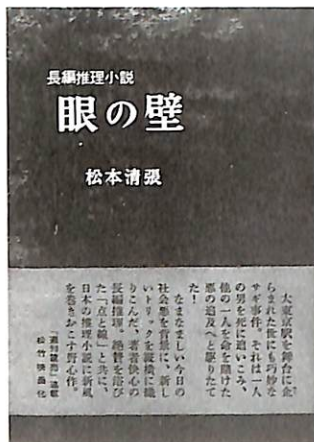 長編推理小説
眼の壁
松本清張
大東京駅を舞台に企
らまれた世にも巧妙な
サギ事件。それは一人
の男を死に追いこみ、
他の一人を命を賭けた
悪の追及へと駆りたて
た!
なまなましい今日の
社会悪を背景に、新し
いトリックを縦横に織
りこんだ、著者快心の
長編推理。絶讃を浴び
た「点と線」と共に、
日本の推理小説に新風
を巻きおこす野心作。
「週刊読売」連載
松竹映画化